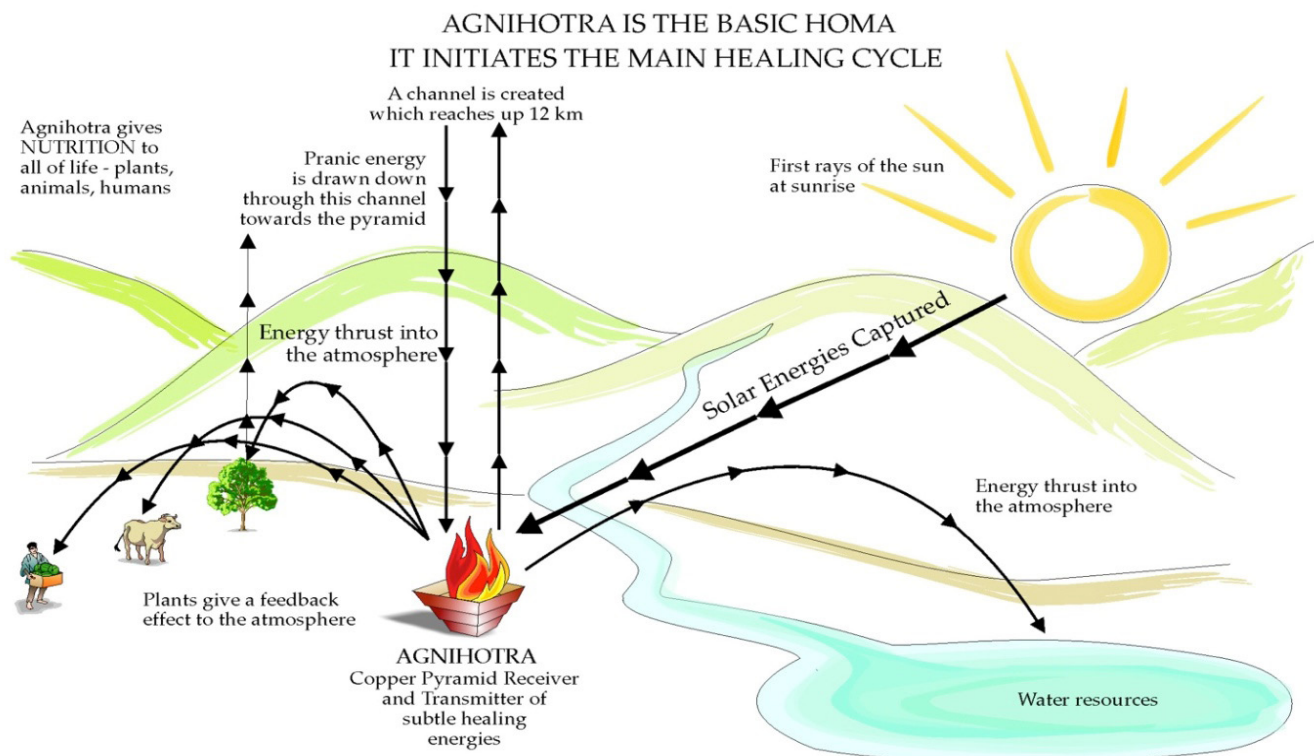 AGNIHOTRA IS THE BASIC HOMA
IT INITIATES THE MAIN HEALING CYCLE
A channel is created
which reaches up 12 km
Agnihotra gives
NUTRITION to
all of life - plants,
animals, humans
Pranic energy
is drawn down
through this channel
towards the pyramid
First rays of the sun
at sunrise
Energy thrust into
the atmosphere
Solar Energies Captured
Energy thrust into
the atmosphere
Plants give a feedback
effect to the atmosphere
AGNIHOTRA
Copper Pyramid Receiver
and Transmitter of
subtle healing
energies
Water resources